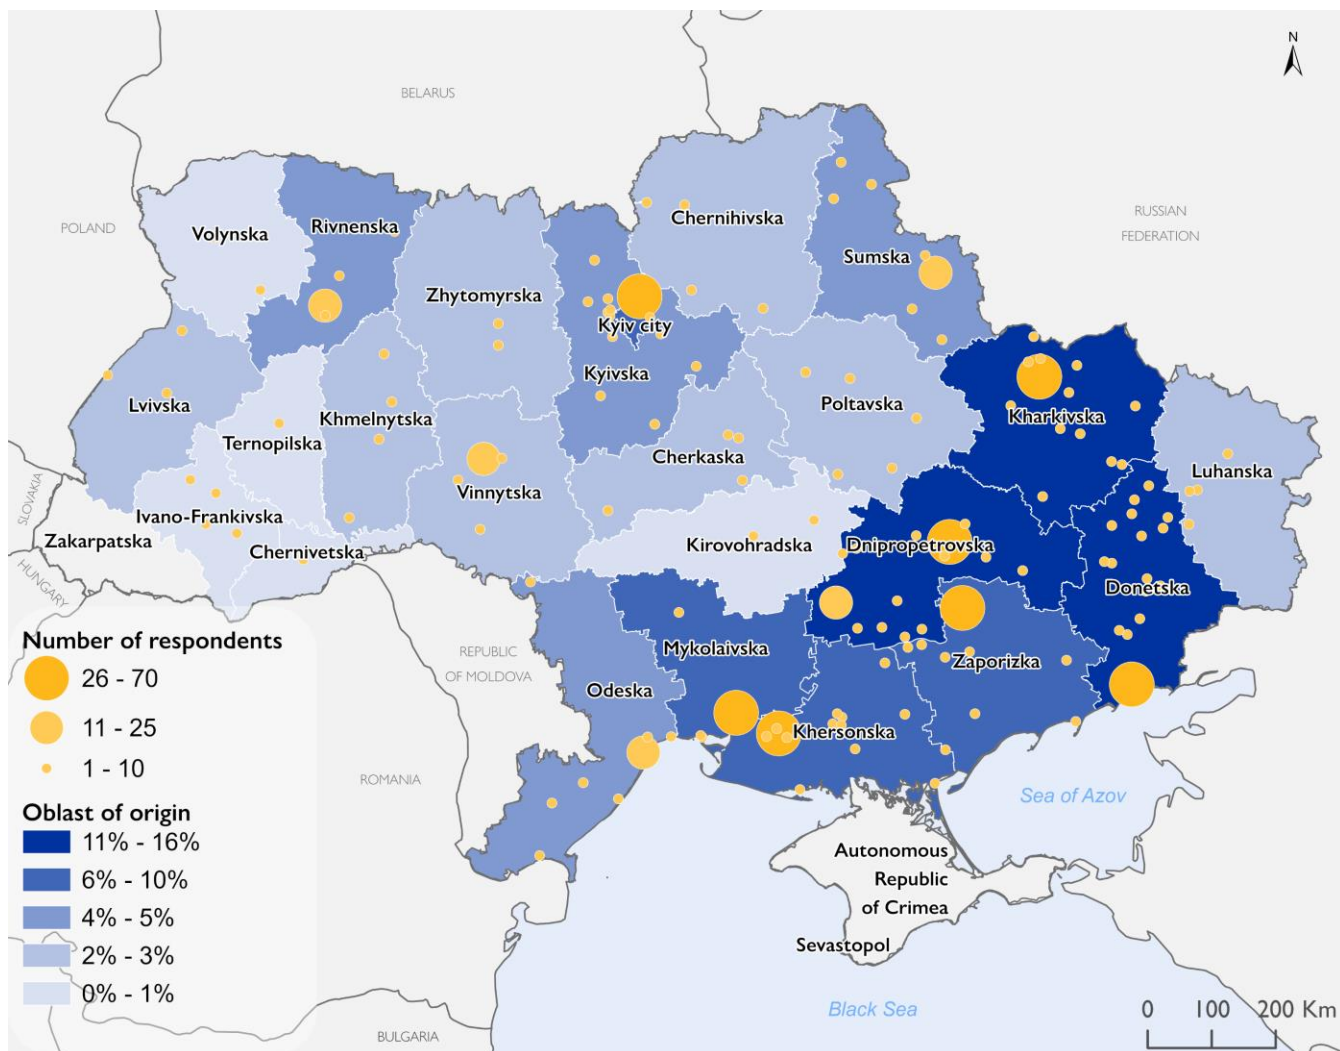 N
BELARUS
POLAND
RUSSIAN
FEDERATION
Volynska
Rivnenska
Chernihivska
Sumska
Zhytomyrska
Kyiv city
Kyivska
Lvivska
Khmelnytska
Ternopilska
Poltavska
Kharkivska
Cherkaska
Luhanska
Vinnytska
SLOVAKIA
Ivano-Frankivska
Zakarpatska
Chernivetska
Kirovohradska
Dnipropetrovska
Donetska
HUNGARY
Number of respondents
26 - 70
11 - 25
1 - 10
REPUBLIC
OF MOLDOVA
Mykolaivska
Zaporizka
Odeska
Khersonska
ROMANIA
Sea of Azov
Oblast of origin
11% - 16%
6% - 10%
4% - 5%
2% - 3%
0% - 1%
Autonomous
Republic
of Crimea
Sevastopol
Black Sea
BULGARIA
0 100 200 Km